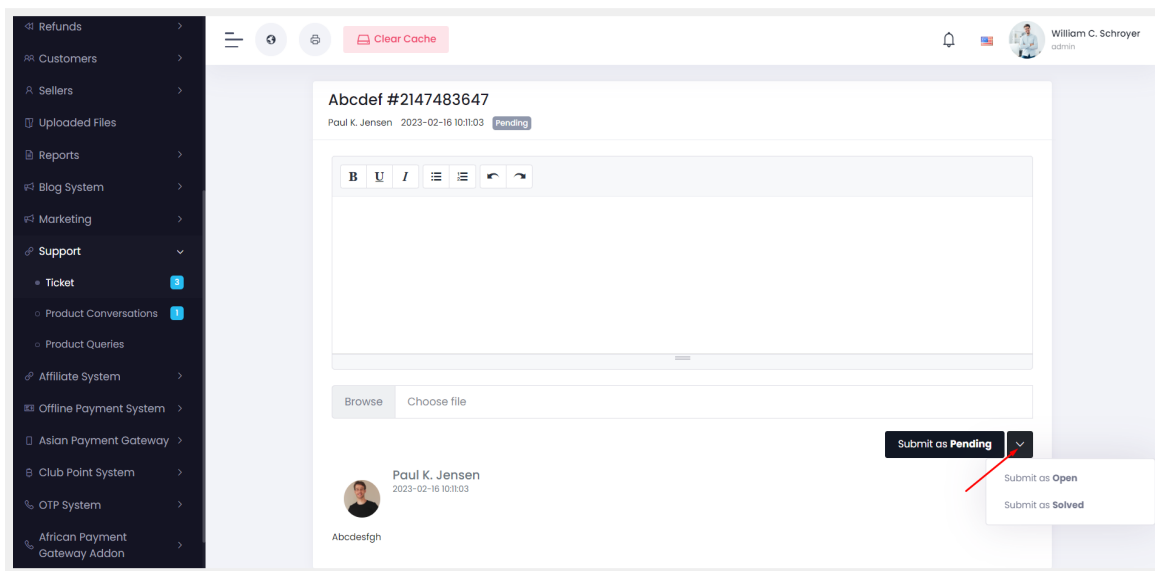 Refunds
Customers
Sellers
Uploaded Files
Reports
Blog System
Marketing
Support
Ticket 3
Product Conversations 1
Product Queries
Affiliate System
Offline Payment System
Asian Payment Gateway
Club Point System
OTP System
African Payment
Gateway Addon
Clear Cache
William C. Schroyer
admin
Abcdef #2147483647
Paul K. Jensen 2023-02-16 10:11:03 Pending
B U I
Browse Choose file
Submit as Pending
Submit as Open
Submit as Solved
Paul K. Jensen
2023-02-16 10:11:03
Abcdesfgh